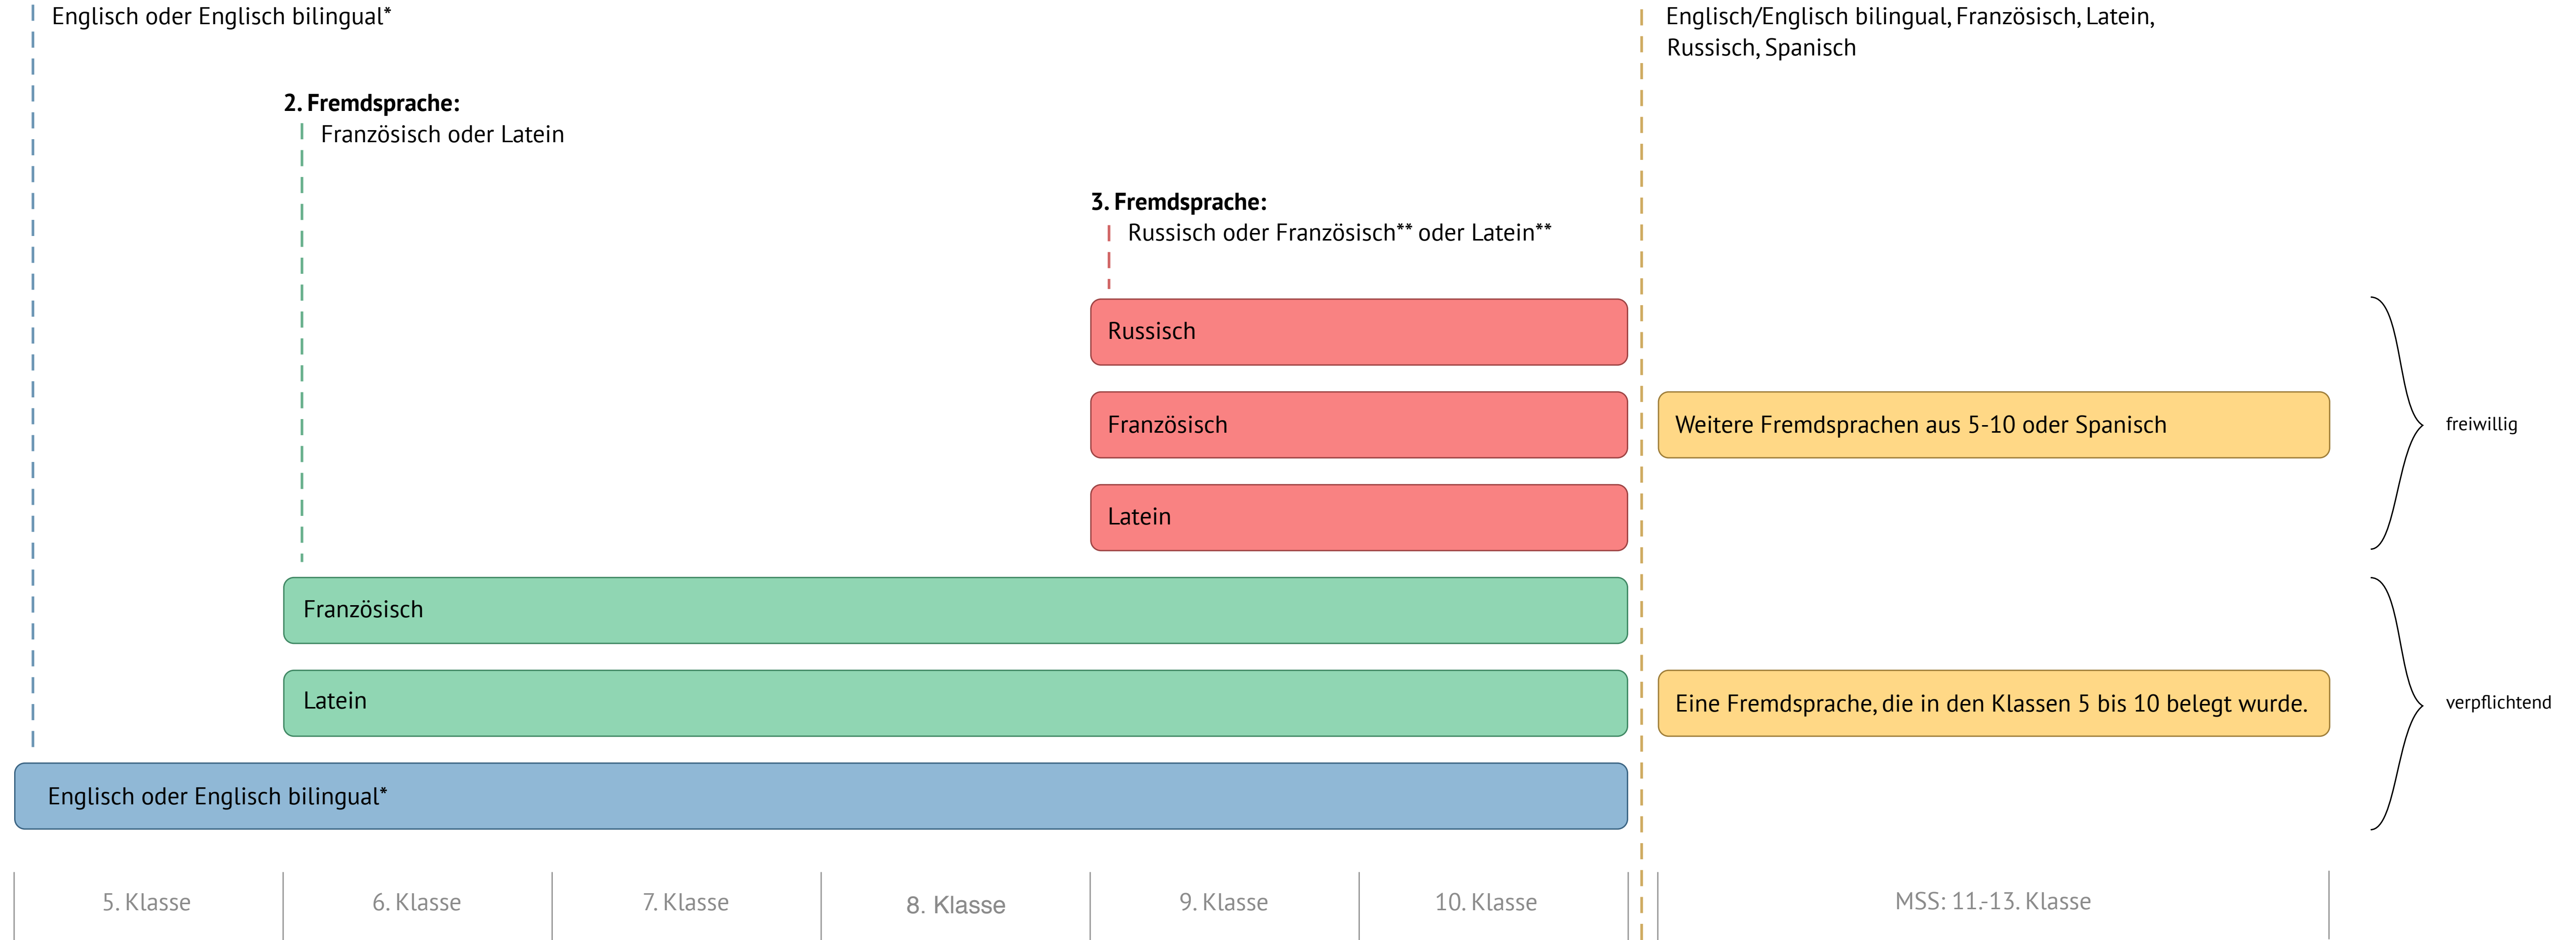 Englisch oder Englisch bilingual*
Englisch/Englisch bilingual, Französisch, Latein,
Russisch, Spanisch
2. Fremdsprache:
Französisch oder Latein
3. Fremdsprache:
Russisch oder Französisch** oder Latein**
Russisch
Französisch
Weitere Fremdsprachen aus 5-10 oder Spanisch
freiwillig
Latein
Französisch
Latein
Eine Fremdsprache, die in den Klassen 5 bis 10 belegt wurde.
verpflichtend
Englisch oder Englisch bilingual*
5. Klasse
6. Klasse
7. Klasse
8. Klasse
9. Klasse
10. Klasse
MSS: 11.-13. Klasse